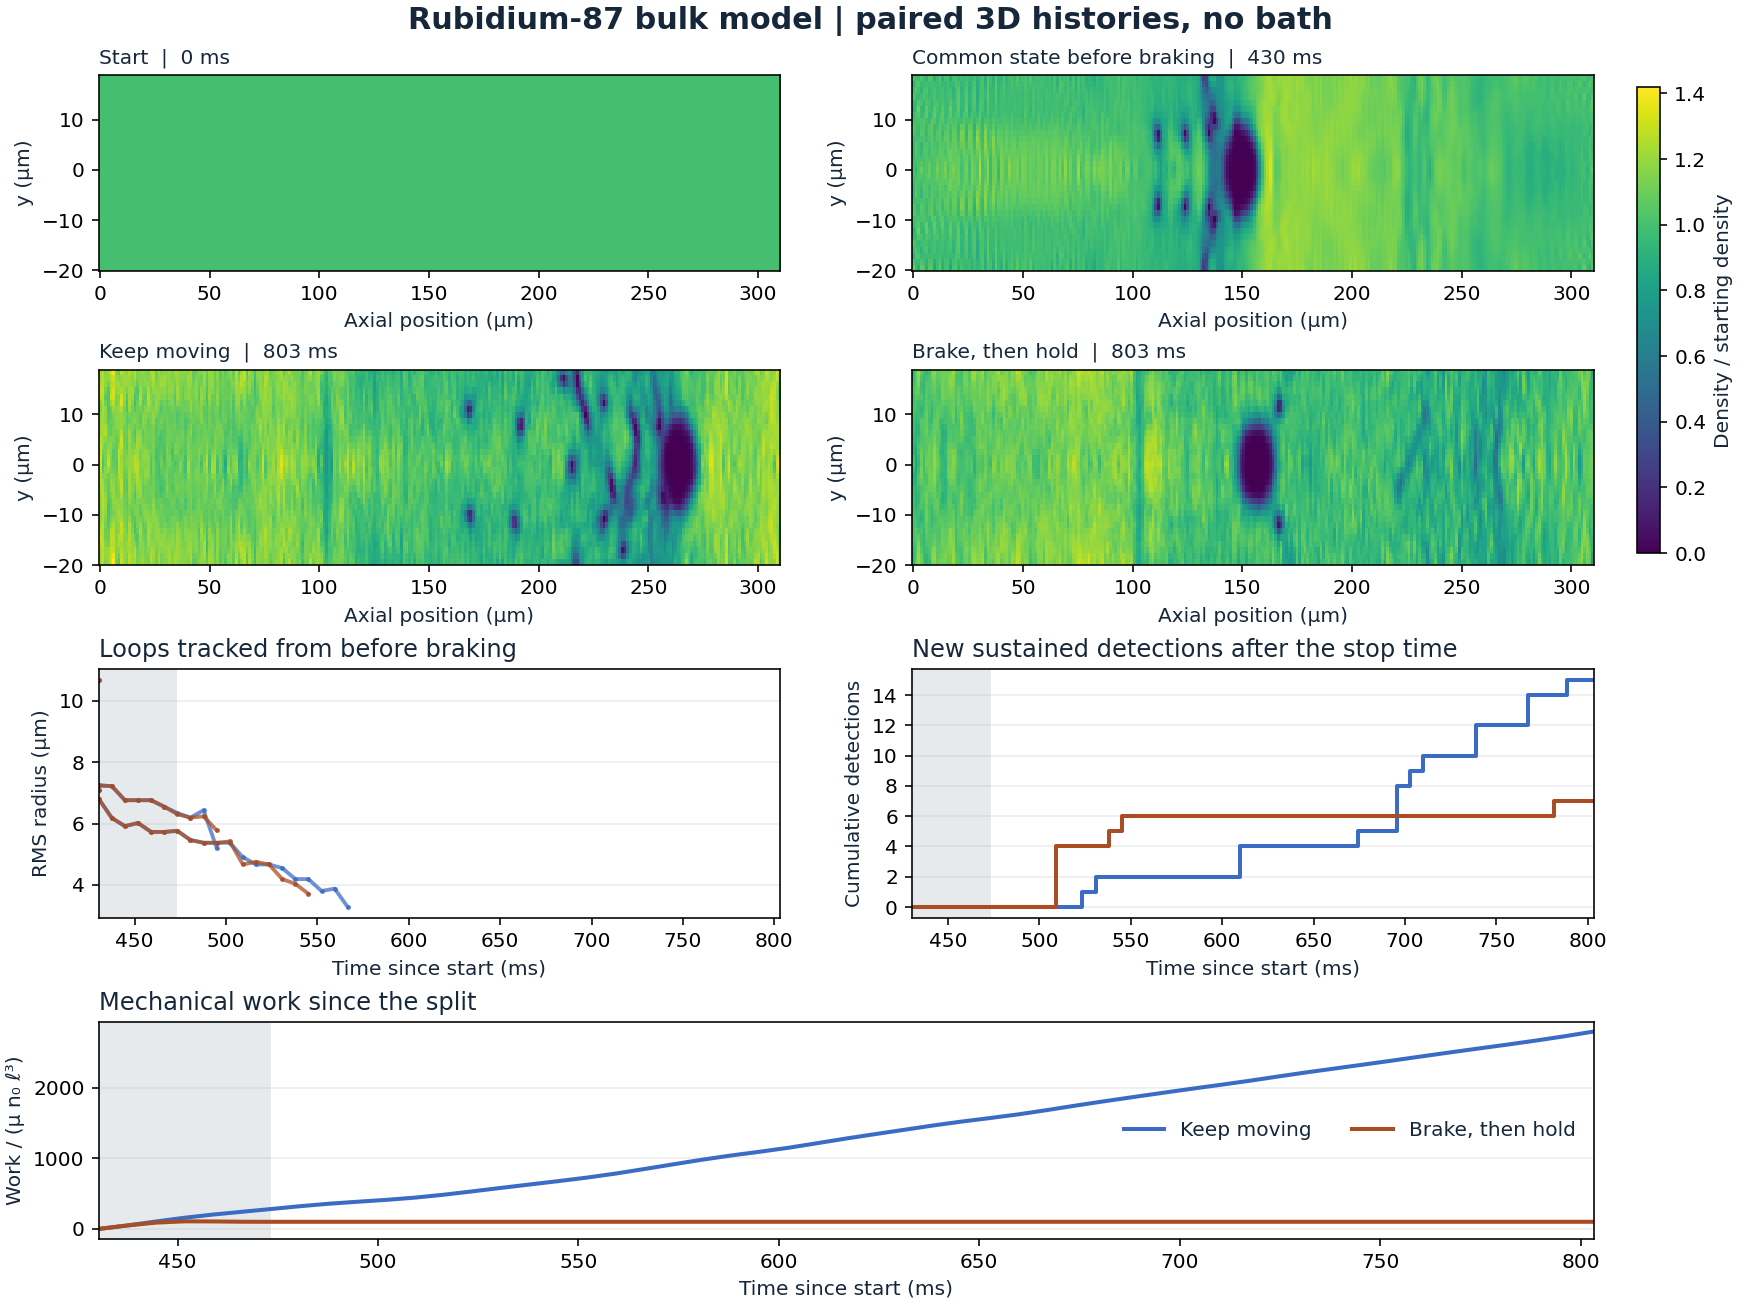 Rubidium-87 bulk model | paired 3D histories, no bath
Start | 0 ms
y (μm)
10
0
−10
−20
0 50 100 150 200 250 300
Axial position (μm)
Common state before braking | 430 ms
y (μm)
10
0
−10
−20
0 50 100 150 200 250 300
Axial position (μm)
Keep moving | 803 ms
y (μm)
10
0
−10
−20
0 50 100 150 200 250 300
Axial position (μm)
Brake, then hold | 803 ms
y (μm)
10
0
−10
−20
0 50 100 150 200 250 300
Axial position (μm)
1.4
1.2
1.0
0.8
0.6
0.4
0.2
0.0
Density / starting density
Loops tracked from before braking
RMS radius (μm)
10
8
6
4
450 500 550 600 650 700 750 800
Time since start (ms)
New sustained detections after the stop time
Cumulative detections
14
12
10
8
6
4
2
0
450 500 550 600 650 700 750 800
Time since start (ms)
Mechanical work since the split
Work / (μ n₀ ℓ³)
2000
1000
0
Keep moving
Brake, then hold
450 500 550 600 650 700 750 800
Time since start (ms)